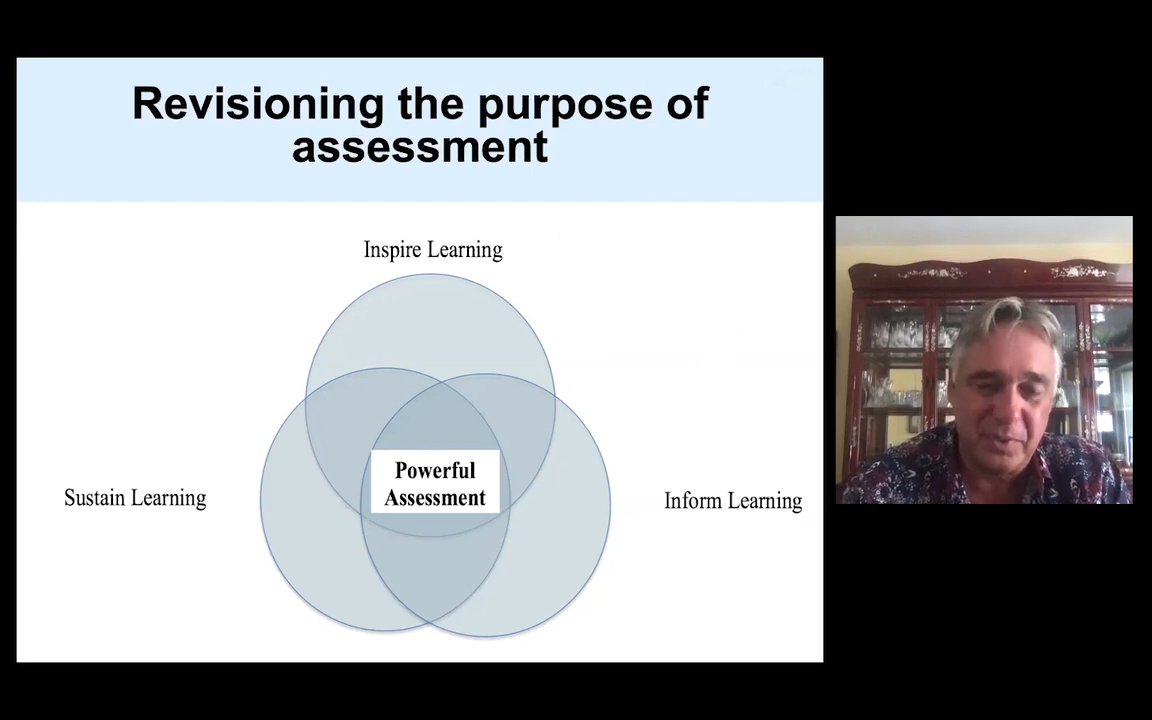 Revisioning the purpose of
assessment
Inspire Learning
Powerful
Assessment
Sustain Learning
Inform Learning